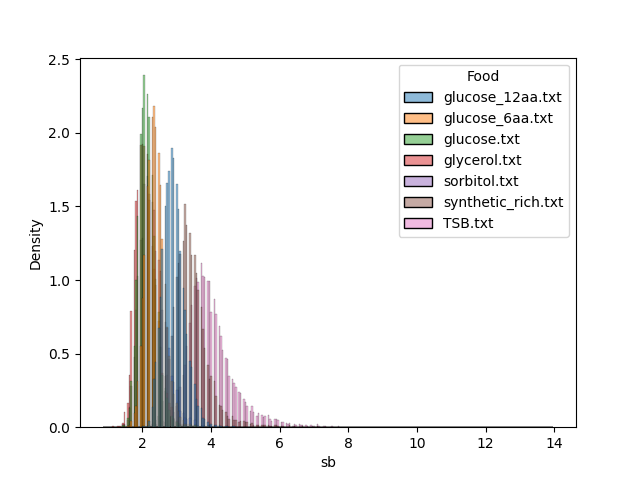 2.5
2.0
1.5
1.0
0.5
0.0
Density
2
4
6
8
10
12
14
sb
Food
glucose_12aa.txt
glucose_6aa.txt
glucose.txt
glycerol.txt
sorbitol.txt
synthetic_rich.txt
TSB.txt